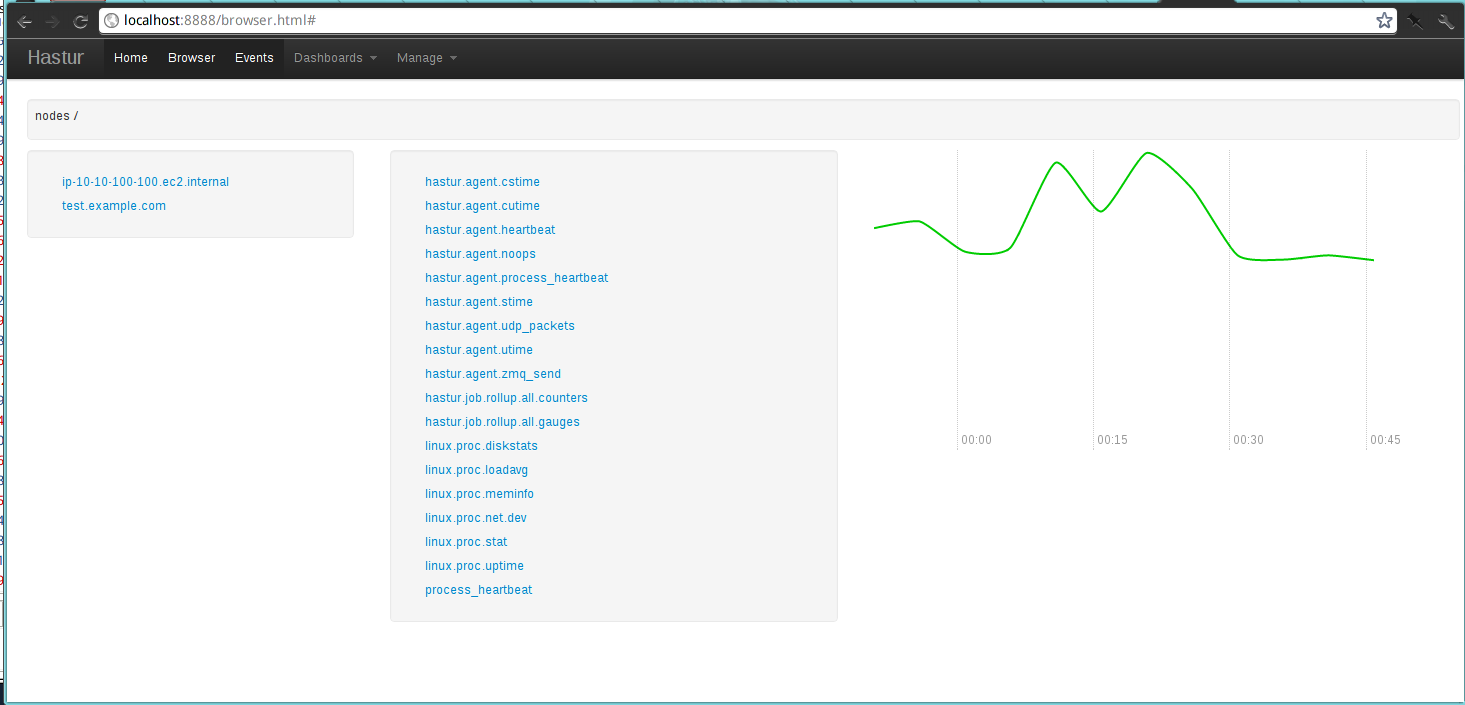 localhost:8888/browser.html#
Hastur Home Browser Events Dashboards Manage
nodes /
ip-10-10-100-100.ec2.internal
test.example.com
hastur.agent.cstime
hastur.agent.cutime
hastur.agent.heartbeat
hastur.agent.noops
hastur.agent.process_heartbeat
hastur.agent.stime
hastur.agent.udp_packets
hastur.agent.utime
hastur.agent.zmq_send
hastur.job.rollup.all.counters
hastur.job.rollup.all.gauges
linux.proc.diskstats
linux.proc.loadavg
linux.proc.meminfo
linux.proc.net.dev
linux.proc.stat
linux.proc.uptime
process_heartbeat
00:00 00:15 00:30 00:45